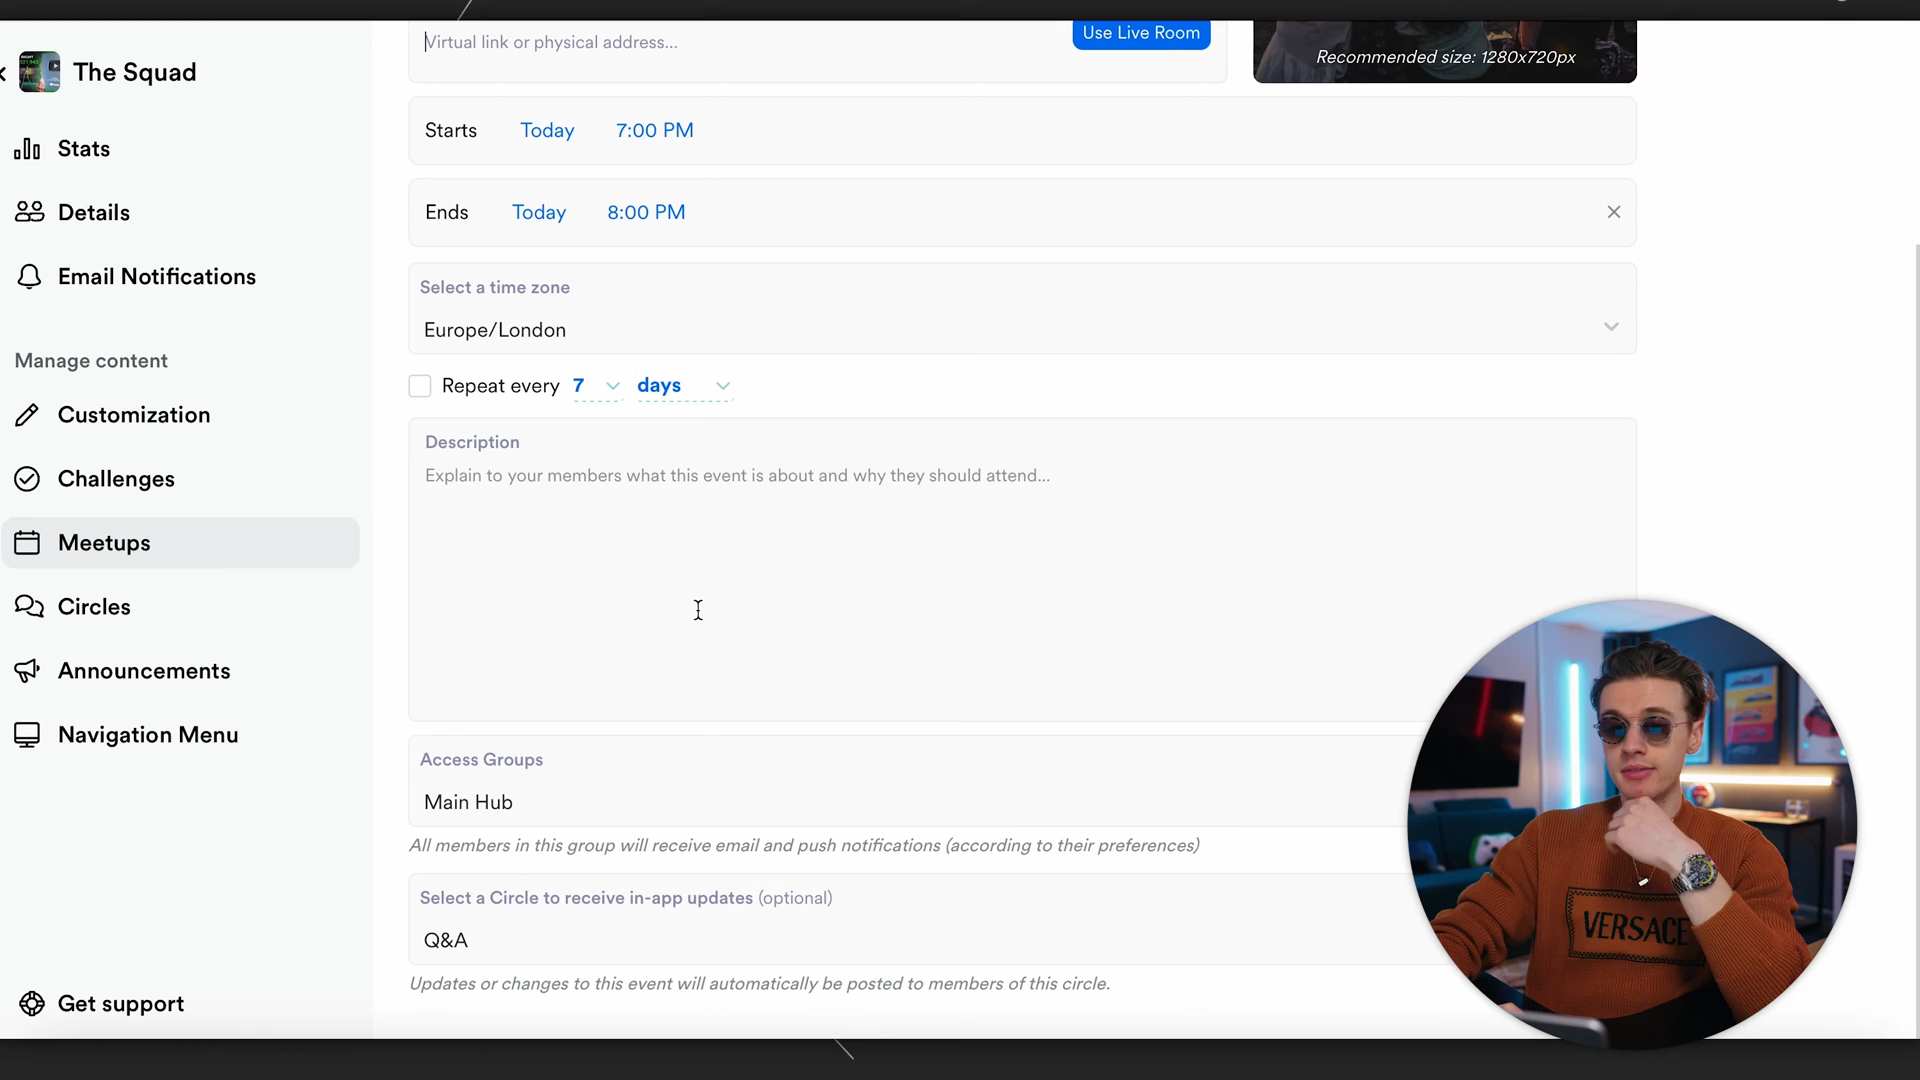 Virtual link or physical address...
Use Live Room
Recommended size: 1280x720px
The Squad
Starts Today 7:00 PM
Stats
Details
Ends Today 8:00 PM
Email Notifications
Select a time zone
Europe/London
Manage content
Repeat every 7 days
Customization
Description
Explain to your members what this event is about and why they should attend...
Challenges
Meetups
Circles
Announcements
Navigation Menu
Access Groups
Main Hub
All members in this group will receive email and push notifications (according to their preferences)
Select a Circle to receive in-app updates (optional)
Q&A
Updates or changes to this event will automatically be posted to members of this circle.
Get support
VERSACE